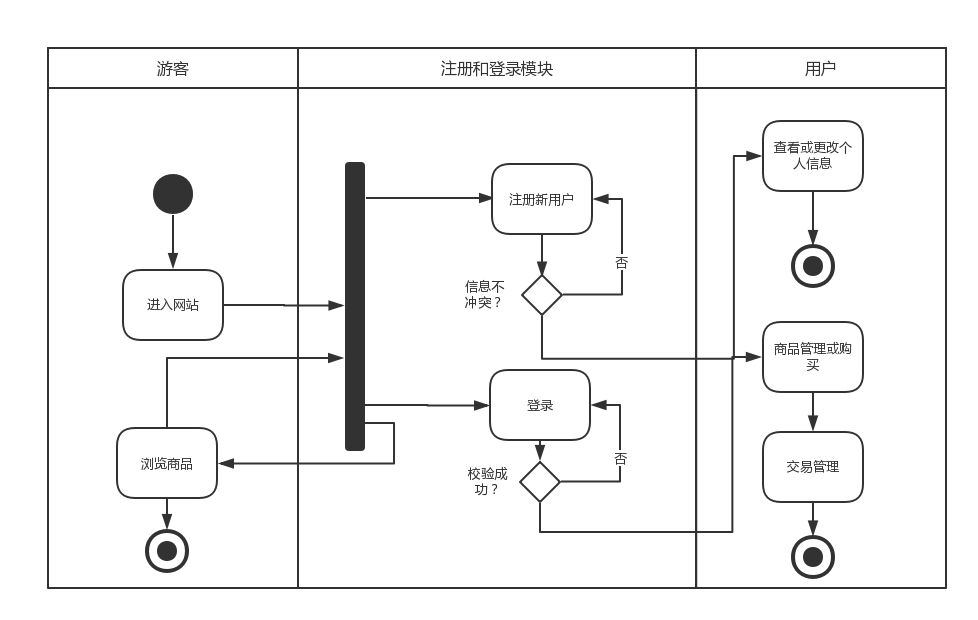 游客
注册和登录模块
用户
进入网站
浏览商品
注册新用户
否
信息不
冲突？
登录
否
校验成
功？
查看或更改个
人信息
商品管理或购
买
交易管理